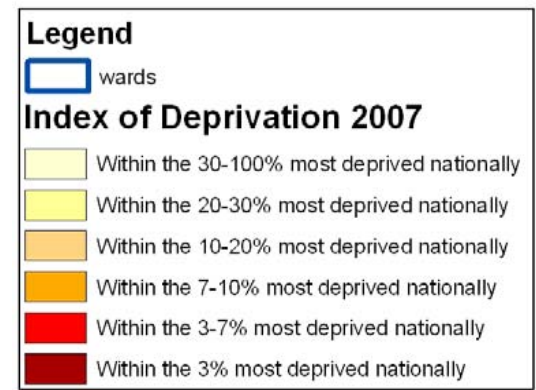 Legend
wards
Index of Deprivation 2007
Within the 30-100% most deprived nationally
Within the 20-30% most deprived nationally
Within the 10-20% most deprived nationally
Within the 7-10% most deprived nationally
Within the 3-7% most deprived nationally
Within the 3% most deprived nationally